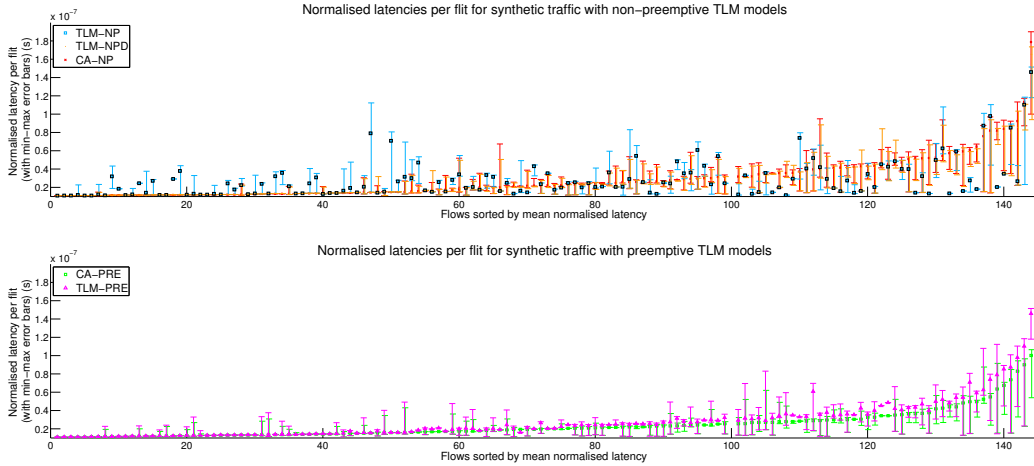 Normalised latencies per flit for synthetic traffic with non−preemptive TLM models
x 10⁻⁷
TLM−NP
TLM−NPD
CA−NP
1.8
1.6
1.4
1.2
1
0.8
0.6
0.4
0.2
Normalised latency per flit
(with min−max error bars) (s)
0 20 40 60 80 100 120 140
Flows sorted by mean normalised latency
Normalised latencies per flit for synthetic traffic with preemptive TLM models
x 10⁻⁷
CA−PRE
TLM−PRE
1.8
1.6
1.4
1.2
1
0.8
0.6
0.4
0.2
Normalised latency per flit
(with min−max error bars) (s)
0 20 40 60 80 100 120 140
Flows sorted by mean normalised latency